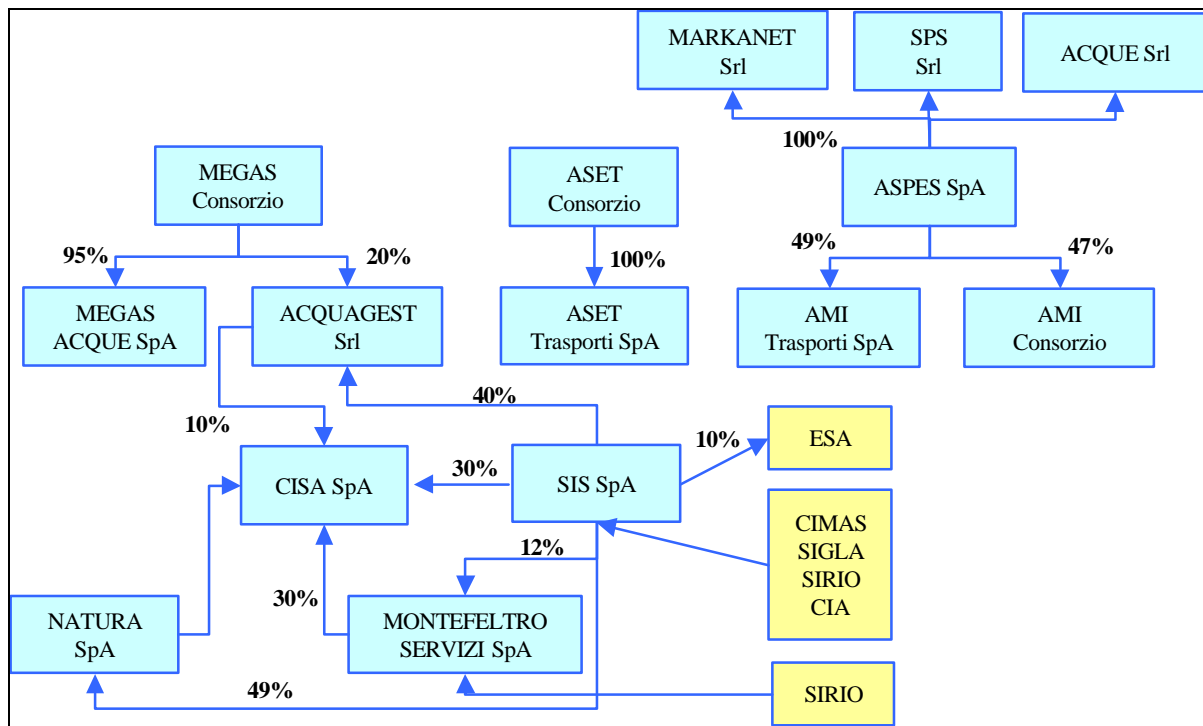 MARKANET
Srl
SPS
Srl
ACQUE Srl
100%
MEGAS
Consorzio
ASET
Consorzio
ASPES SpA
95%
20%
100%
49%
47%
MEGAS
ACQUE SpA
ACQUAGEST
Srl
ASET
Trasporti SpA
AMI
Trasporti SpA
AMI
Consorzio
40%
10%
10%
ESA
30%
CISA SpA
SIS SpA
CIMAS
SIGLA
SIRIO
CIA
12%
30%
NATURA
SpA
MONTEFELTRO
SERVIZI SpA
49%
SIRIO